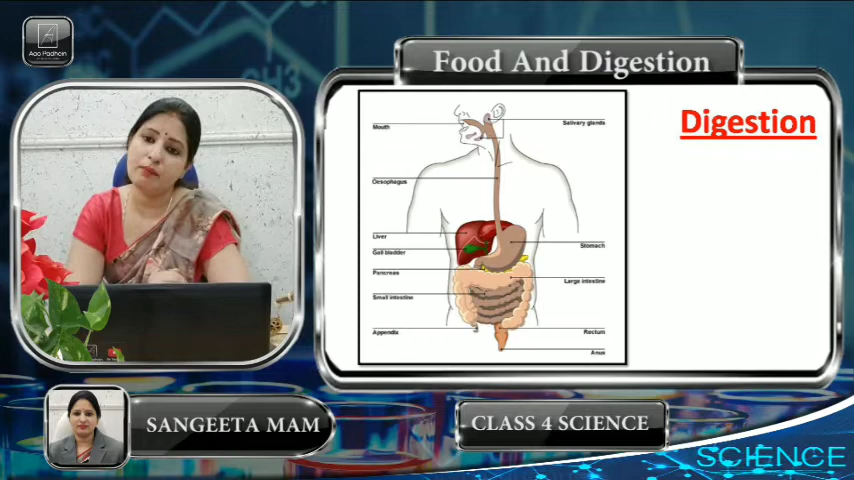 Aao Padhein
Food And Digestion
Digestion
Mouth
Salivary glands
Oesophagus
Liver
Stomach
Gall bladder
Pancreas
Large intestine
Small intestine
Appendix
Rectum
Anus
SANGEETA MAM
CLASS 4 SCIENCE
SCIENCE
CH3